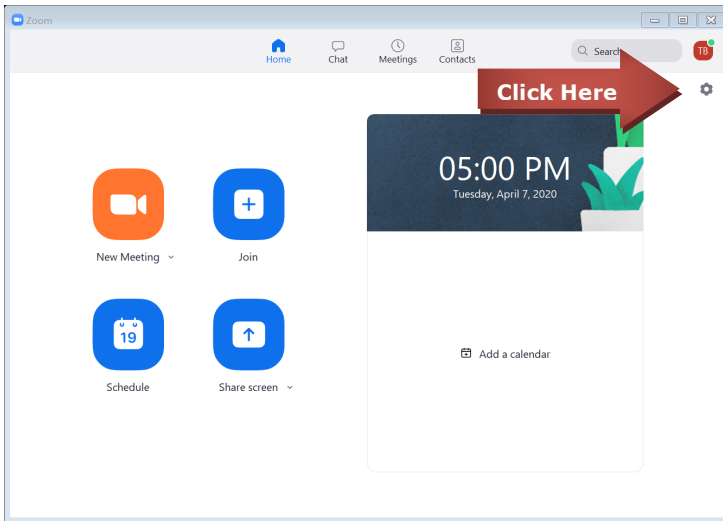 Zoom
Home
Chat
Meetings
Contacts
Search
TB
Click Here
05:00 PM
Tuesday, April 7, 2020
New Meeting
Join
19
Schedule
Share screen
Add a calendar